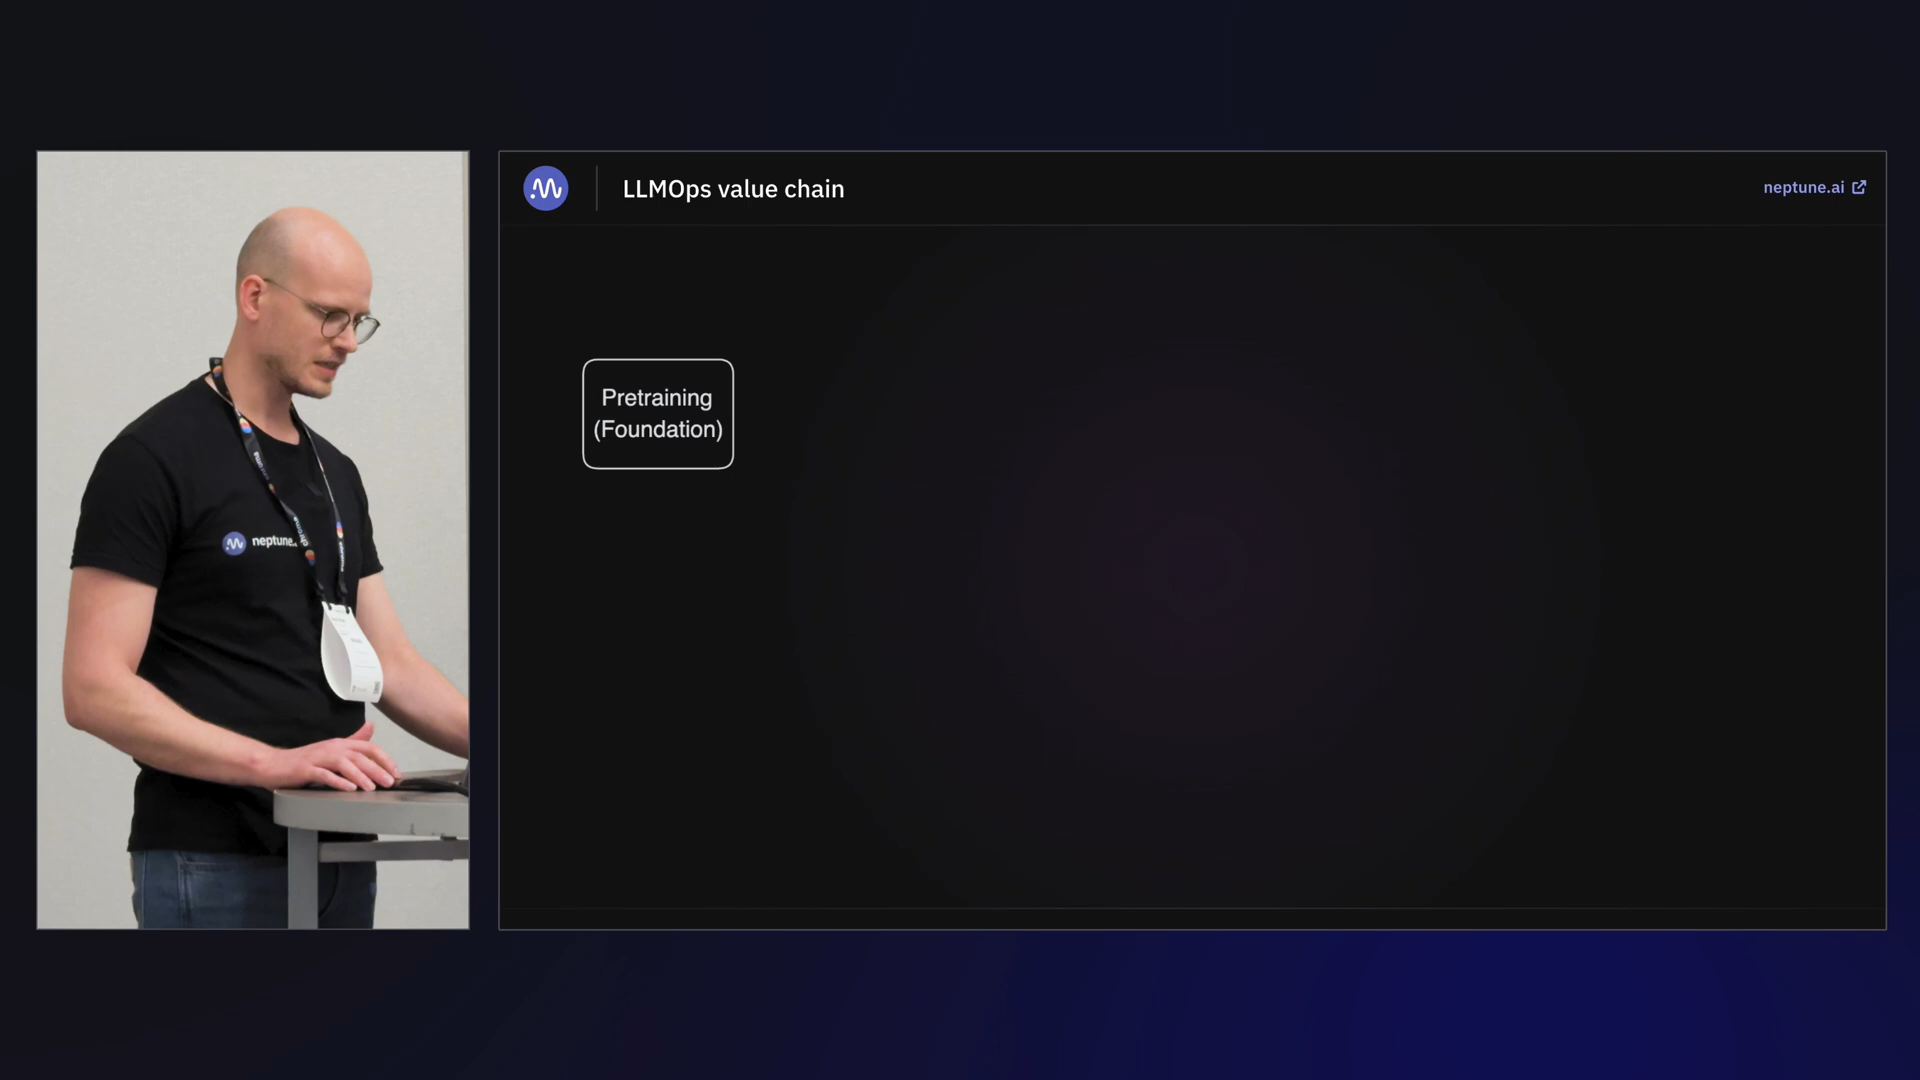 LLMOps value chain
neptune.ai
Pretraining
(Foundation)
neptune.